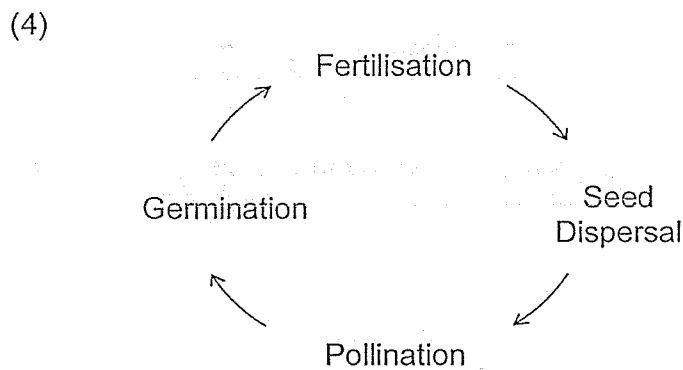 (4)
Fertilisation
Germination
Seed
Dispersal
Pollination